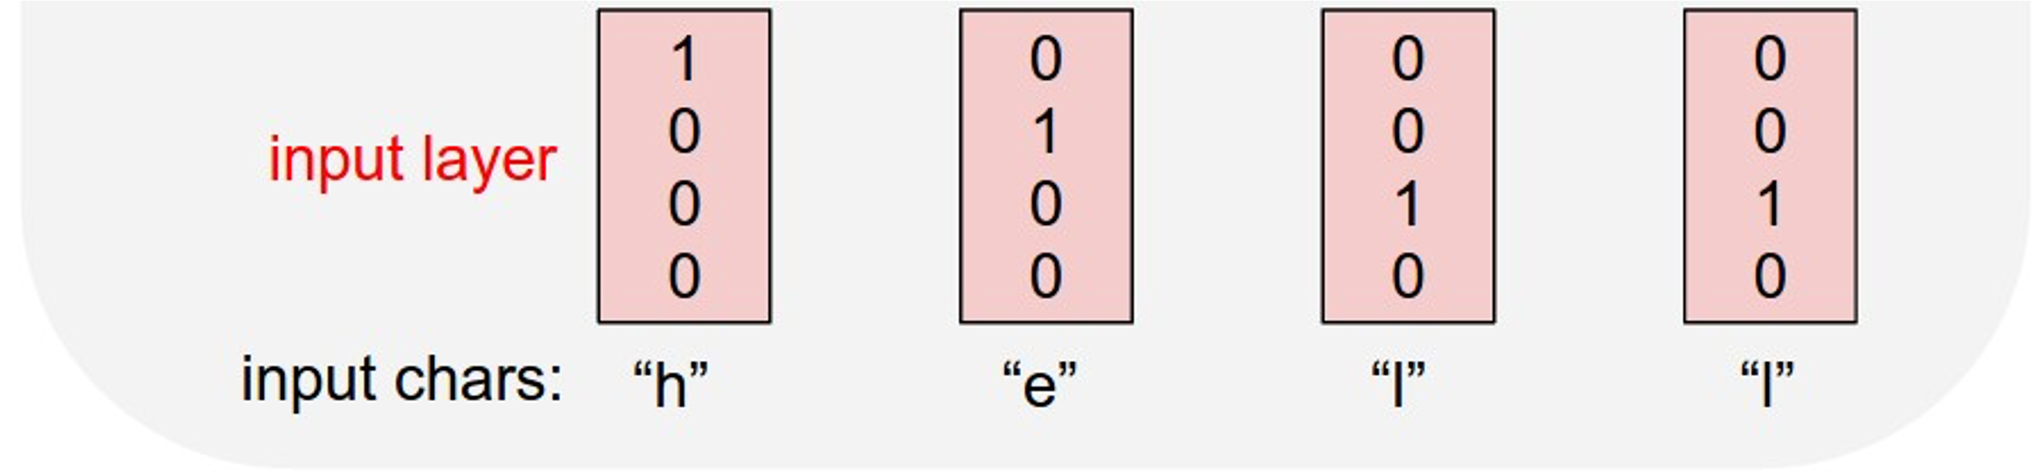 1 0 0 0
0 1 0 0
input layer
0 0 1 1
0 0 0 0
input chars: “h” “e” “l” “l”